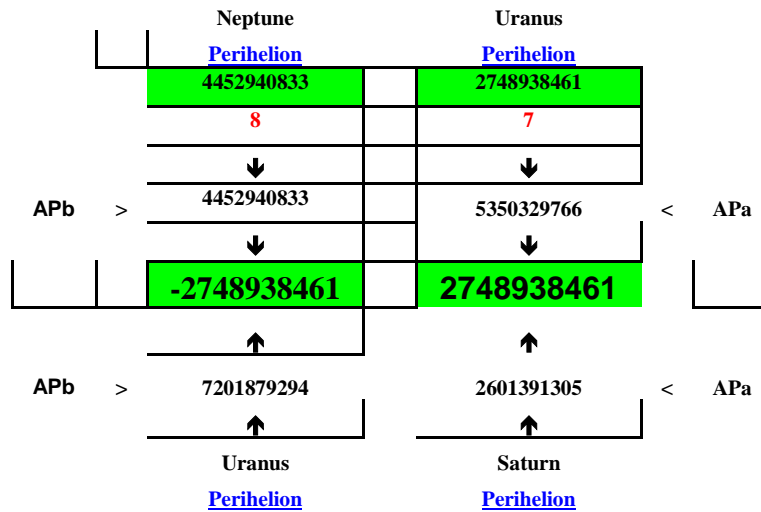 Neptune Uranus
Perihelion Perihelion
4452940833 2748938461
8 7
🡫 🡫
APb > 4452940833 5350329766 < APa
🡫 🡫
-2748938461 2748938461
🡩 🡩
APb > 7201879294 2601391305 < APa
🡩 🡩
Uranus Saturn
Perihelion Perihelion